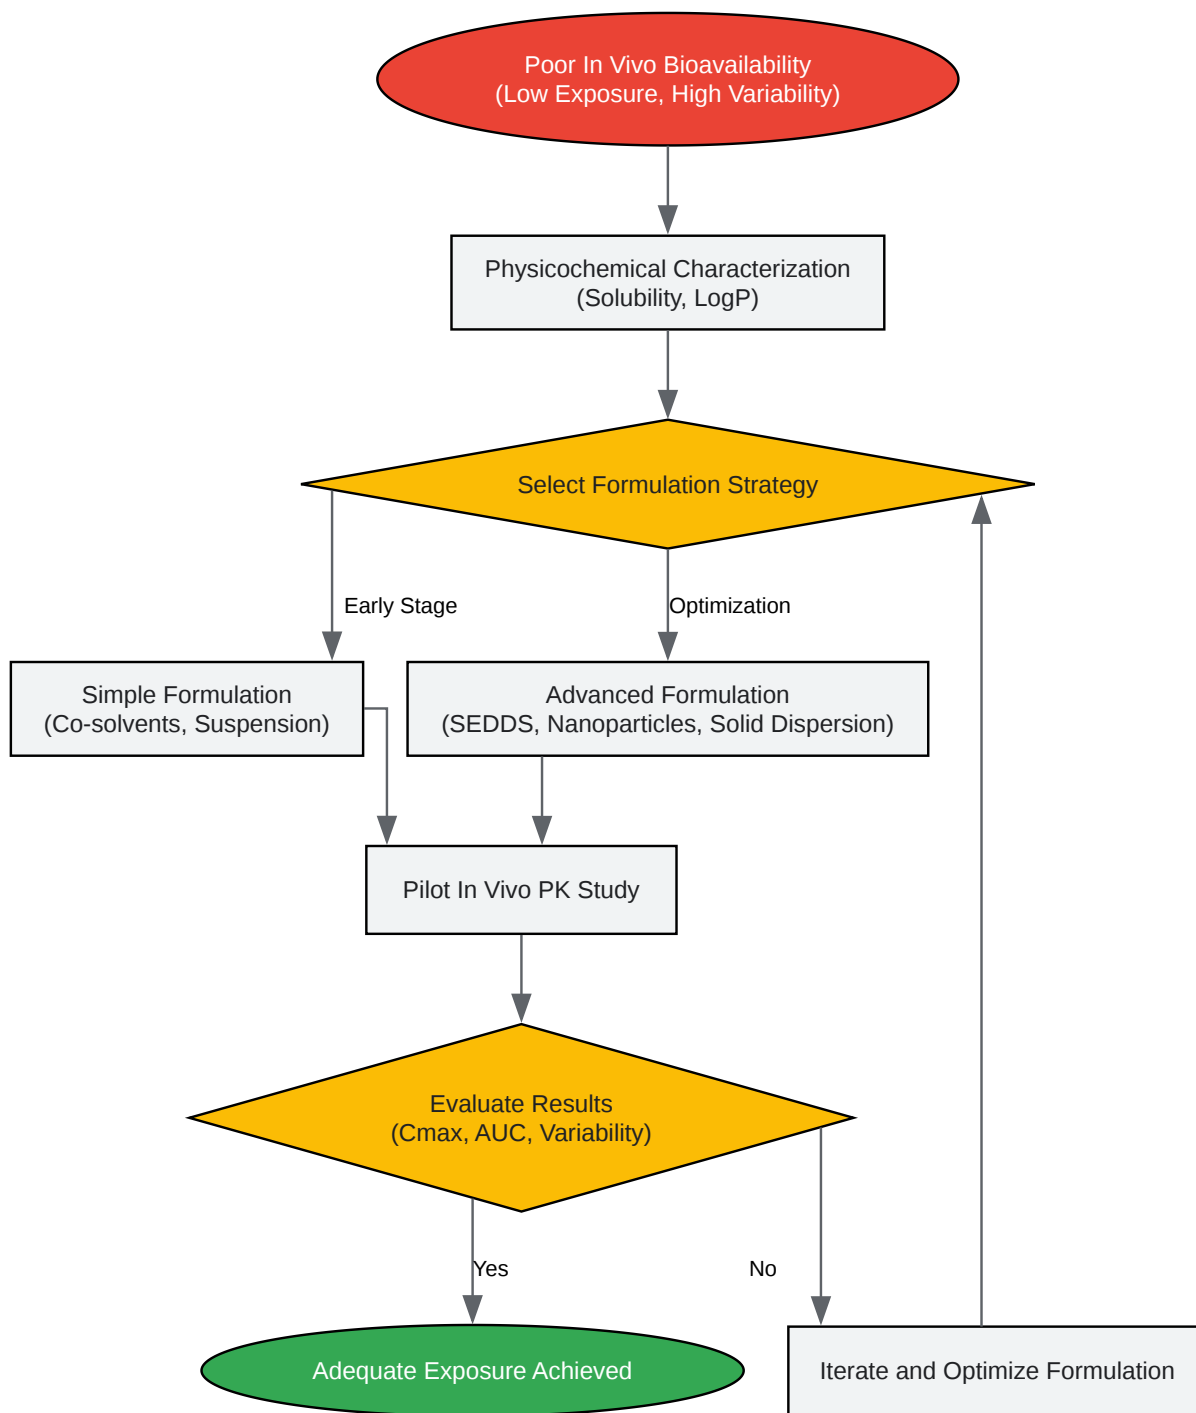 Poor In Vivo Bioavailability
(Low Exposure, High Variability)
Physicochemical Characterization
(Solubility, LogP)
Select Formulation Strategy
Early Stage
Optimization
Simple Formulation
(Co-solvents, Suspension)
Advanced Formulation
(SEDDS, Nanoparticles, Solid Dispersion)
Pilot In Vivo PK Study
Evaluate Results
(Cmax, AUC, Variability)
Yes
No
Adequate Exposure Achieved
Iterate and Optimize Formulation